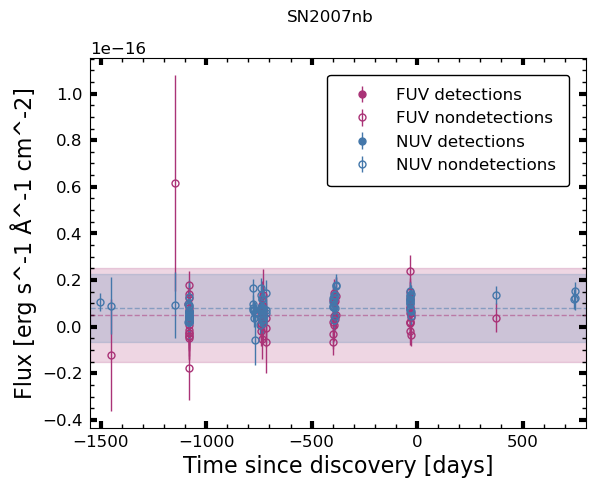 SN2007nb
1e−16
FUV detections
FUV nondetections
NUV detections
NUV nondetections
1.0
0.8
0.6
0.4
0.2
0.0
−0.2
−0.4
Flux [erg s^-1 Å^-1 cm^-2]
−1500 −1000 −500 0 500
Time since discovery [days]